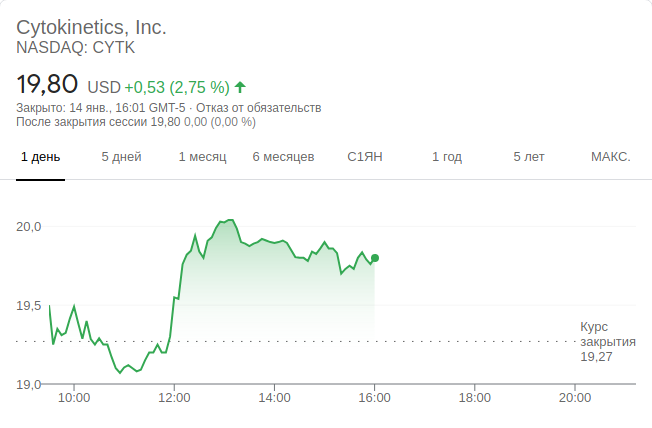 Cytokinetics, Inc.
NASDAQ: CYTK
19,80 USD +0,53 (2,75 %)
Закрыто: 14 янв., 16:01 GMT-5 · Отказ от обязательств
После закрытия сессии 19,80 0,00 (0,00 %)
1 день 5 дней 1 месяц 6 месяцев С1ЯН 1 год 5 лет МАКС.
20,0
19,5
Курс
закрытия
19,27
19,0
10:00 12:00 14:00 16:00 18:00 20:00